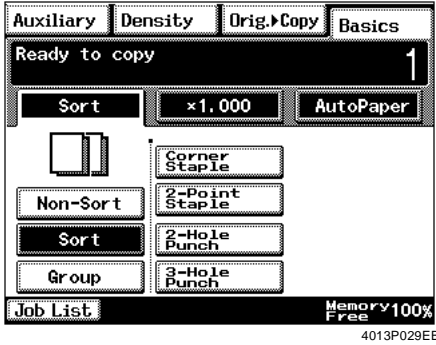 Auxiliary Density Orig.▶Copy Basics
Ready to copy 1
Sort ×1.000 AutoPaper
Corner
Staple
Non-Sort
2-Point
Staple
Sort
2-Hole
Punch
Group
3-Hole
Punch
Job List Memory Free 100%
4013P029EE